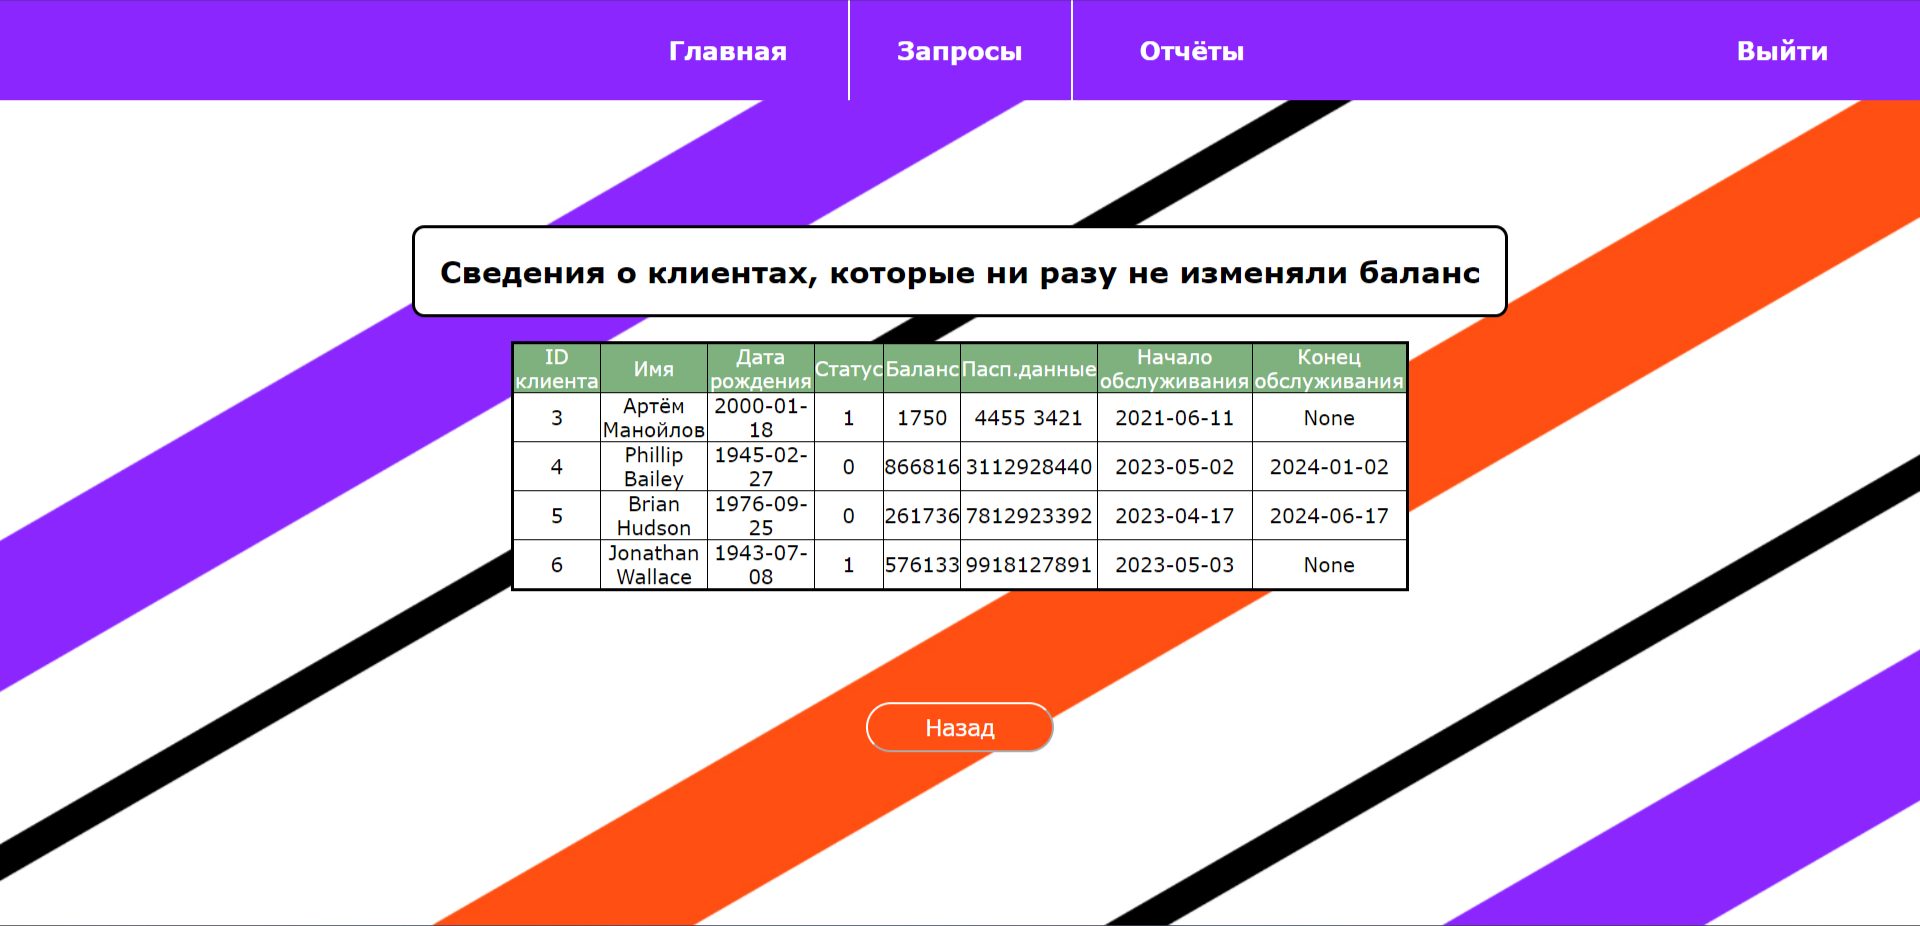 Главная Запросы Отчёты Выйти
Сведения о клиентах, которые ни разу не изменяли баланс
ID клиента Имя Дата рождения Статус Баланс Пасп.данные Начало обслуживания Конец обслуживания
3 Артём Манойлов 2000-01-18 1 1750 4455 3421 2021-06-11 None
4 Phillip Bailey 1945-02-27 0 866816 3112928440 2023-05-02 2024-01-02
5 Brian Hudson 1976-09-25 0 261736 7812923392 2023-04-17 2024-06-17
6 Jonathan Wallace 1943-07-08 1 576133 9918127891 2023-05-03 None
Назад